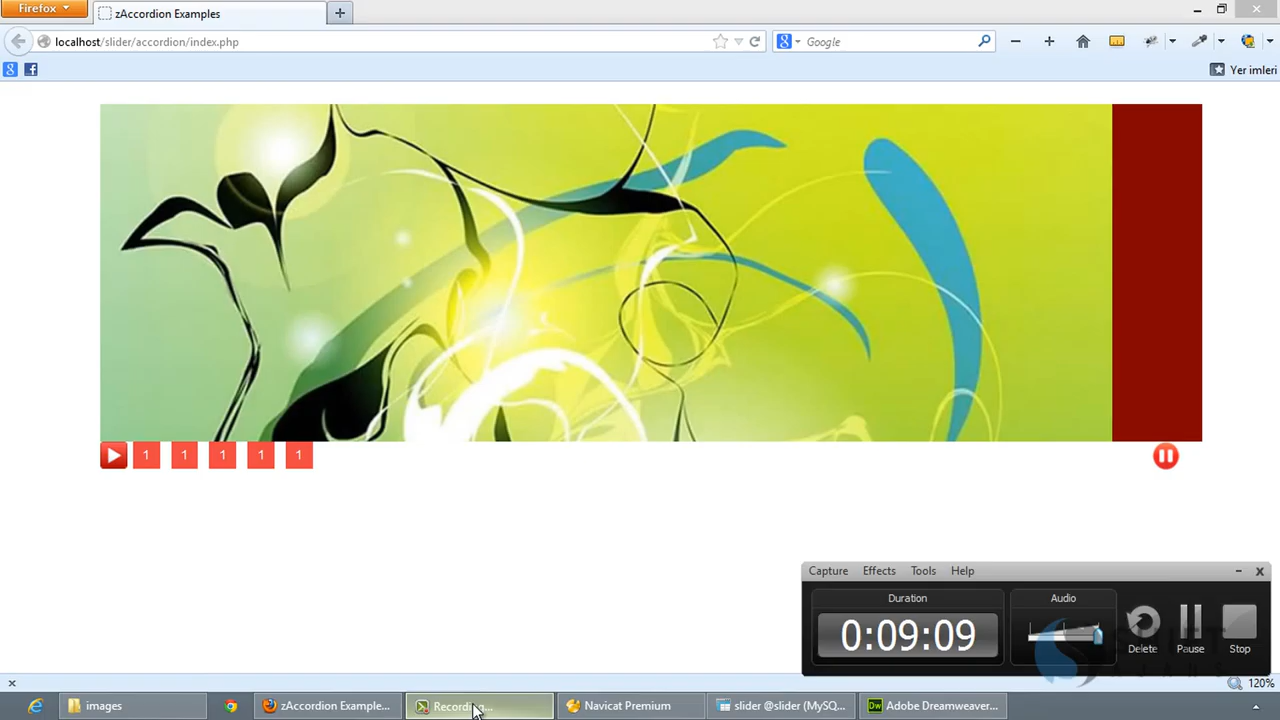 Firefox
zAccordion Examples
localhost/slider/accordion/index.php
Google
Yer imleri
1 1 1 1 1
Capture Effects Tools Help
Duration
Audio
0:09:09
Delete Pause Stop
120%
images
zAccordion Example...
Recording...
Navicat Premium
slider @slider (MySQ...
Adobe Dreamweaver...